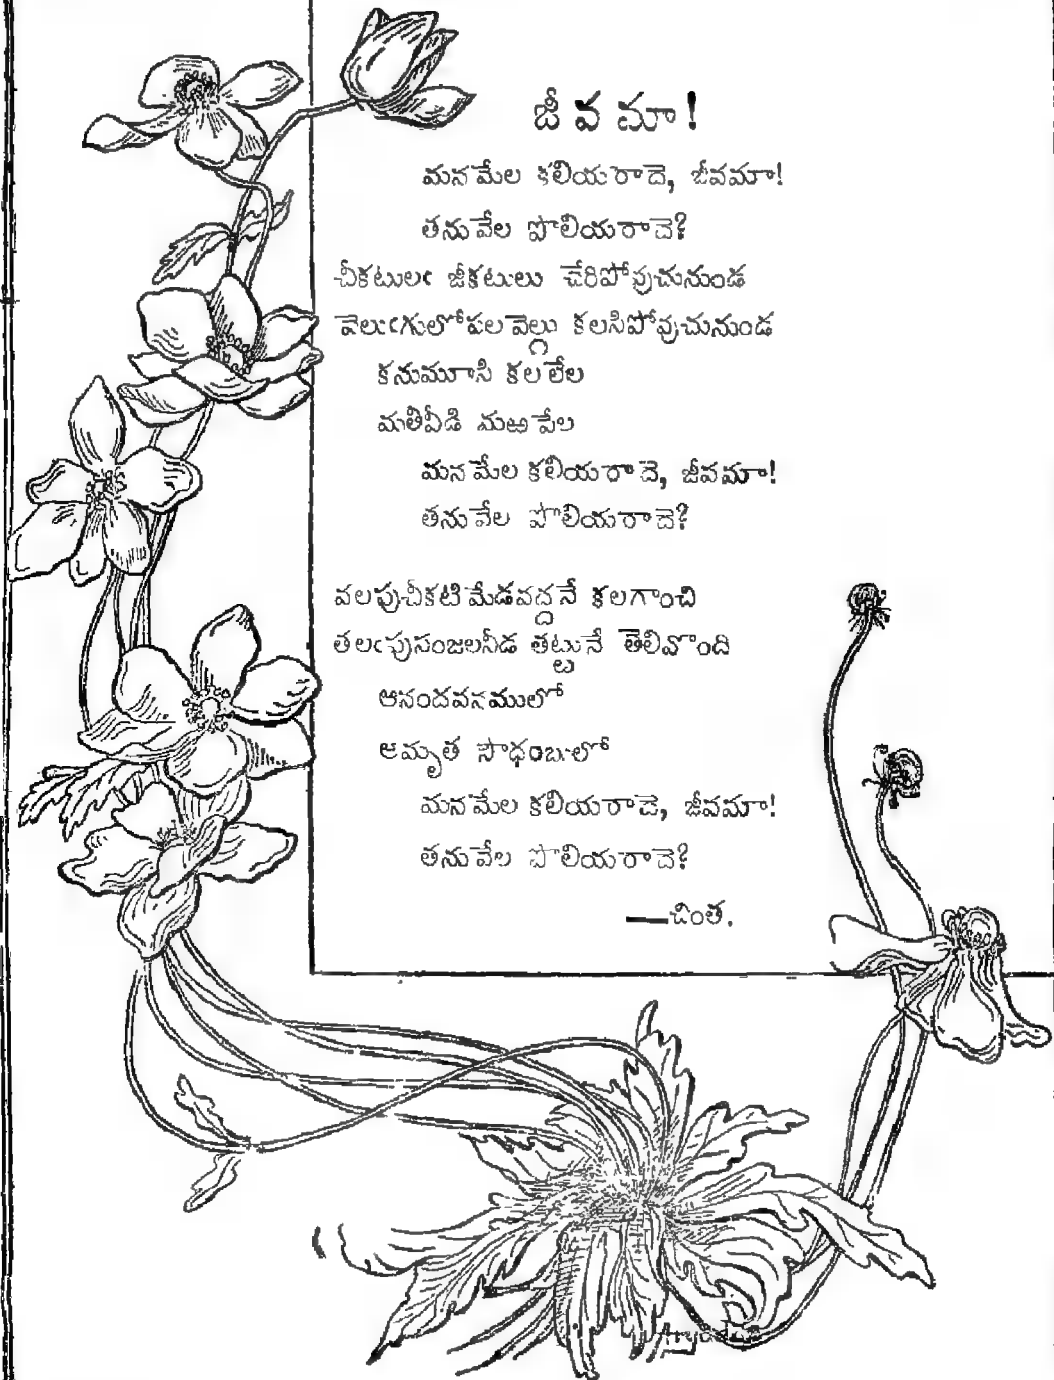 జీవమా!
మనమేల కలియరాదె, జీవమా!
తనువేల పొలియరాదె?
చీకటులఁ జీకటులు చేరిపోవుచునుండ
వెలుఁగులోపల వెల్గు కలసిపోవుచునుండ
కనుమూసి కలలేల
మతివీడి మఱపేల
మనమేల కలియరాదె, జీవమా!
తనువేల పొలియరాదె?
వలపుచీకటిమేడవద్దనే కలగాంచి
తలఁపుసంజలనీడ తట్టునే తెలివొంది
ఆనందవనములో
అమృత సౌధంబులో
మనమేల కలియరాదె, జీవమా!
తనువేల పొలియరాదె?
—చింత.